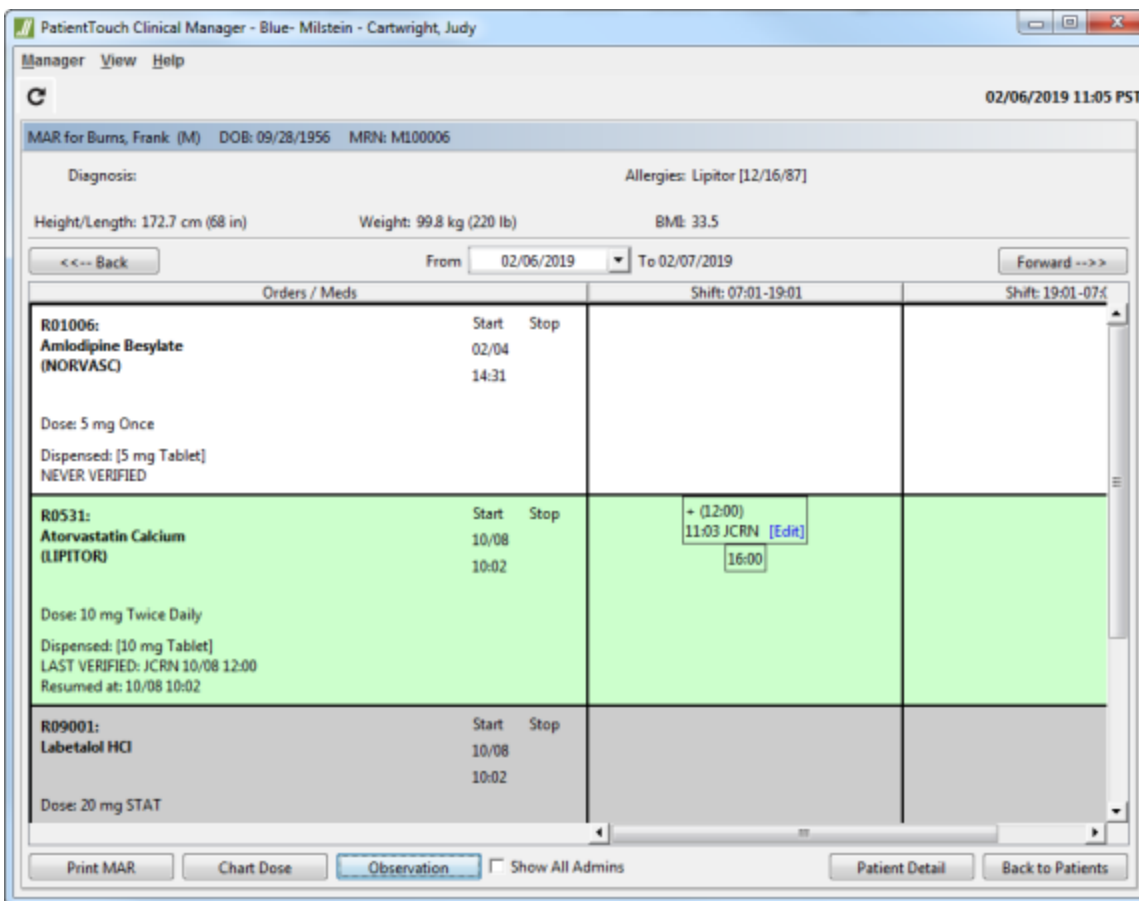 PatientTouch Clinical Manager - Blue- Milstein - Cartwright, Judy
Manager View Help
02/06/2019 11:05 PST
MAR for Burns, Frank (M) DOB: 09/28/1956 MRN: M100006
Diagnosis: Allergies: Lipitor [12/16/87]
Height/Length: 172.7 cm (68 in) Weight: 99.8 kg (220 lb) BMI: 33.5
<<-- Back From 02/06/2019 To 02/07/2019 Forward -->>
Orders / Meds Shift: 07:01-19:01 Shift: 19:01-07:0
R01006: Start Stop
Amlodipine Besylate 02/04
(NORVASC)
14:31
Dose: 5 mg Once
Dispensed: [5 mg Tablet]
NEVER VERIFIED
R0531: Start Stop + (12:00)
Atorvastatin Calcium 10/08 11:03 JCRN [Edit]
(LIPITOR) 16:00
10:02
Dose: 10 mg Twice Daily
Dispensed: [10 mg Tablet]
LAST VERIFIED: JCRN 10/08 12:00
Resumed at: 10/08 10:02
R09001: Start Stop
Labetalol HCl 10/08
10:02
Dose: 20 mg STAT
Print MAR Chart Dose Observation Show All Admins Patient Detail Back to Patients